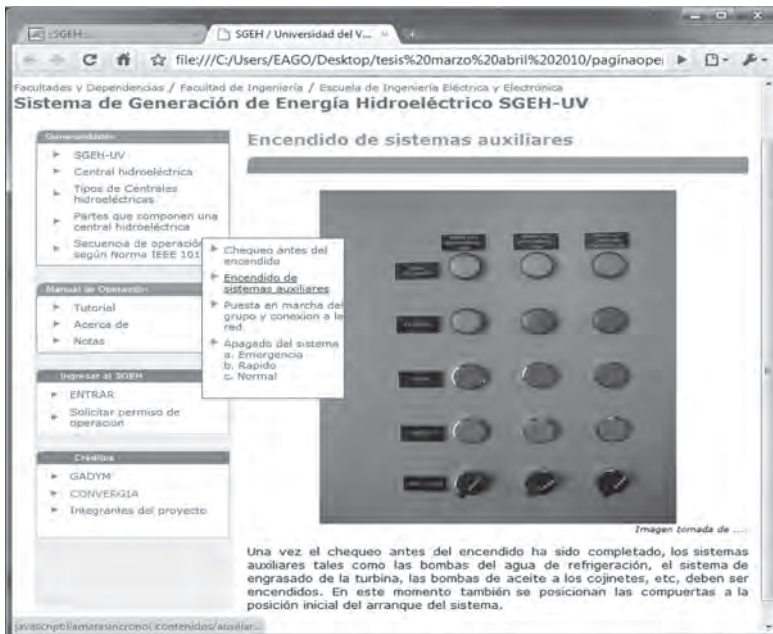 SGEH
SGEH / Universidad del V...
file:///C:/Users/EAGO/Desktop/tesis%20marzo%20abril%202010/paginaope
Facultades y Dependencias / Facultad de Ingeniería / Escuela de Ingeniería Eléctrica y Electrónica
Sistema de Generación de Energía Hidroeléctrico SGEH-UV
Generalidades
SGEH-UV
Central hidroeléctrica
Tipos de Centrales
hidroeléctricas
Partes que componen una
central hidroeléctrica
Secuencia de operación
según Norma IEEE 101
Chequeo antes del
encendido
Encendido de
sistemas auxiliares
Puesta en marcha del
grupo y conexion a le
red
Apagado del sistema
a. Emergencia
b. Rapido
c. Normal
Manual de Operación
Tutorial
Acerca de
Notas
Ingresar al SGEH
ENTRAR
Solicitar permiso de
operación
Créditos
GADYM
CONVERGIA
Integrantes del proyecto
Encendido de sistemas auxiliares
Imagen tomada de ....
Una vez el chequeo antes del encendido ha sido completado, los sistemas
auxiliares tales como las bombas del agua de refrigeración, el sistema de
engrasado de la turbina, las bombas de aceite a los cojinetes, etc, deben ser
encendidos. En este momento también se posicionan las compuertas a la
posición inicial del arranque del sistema.